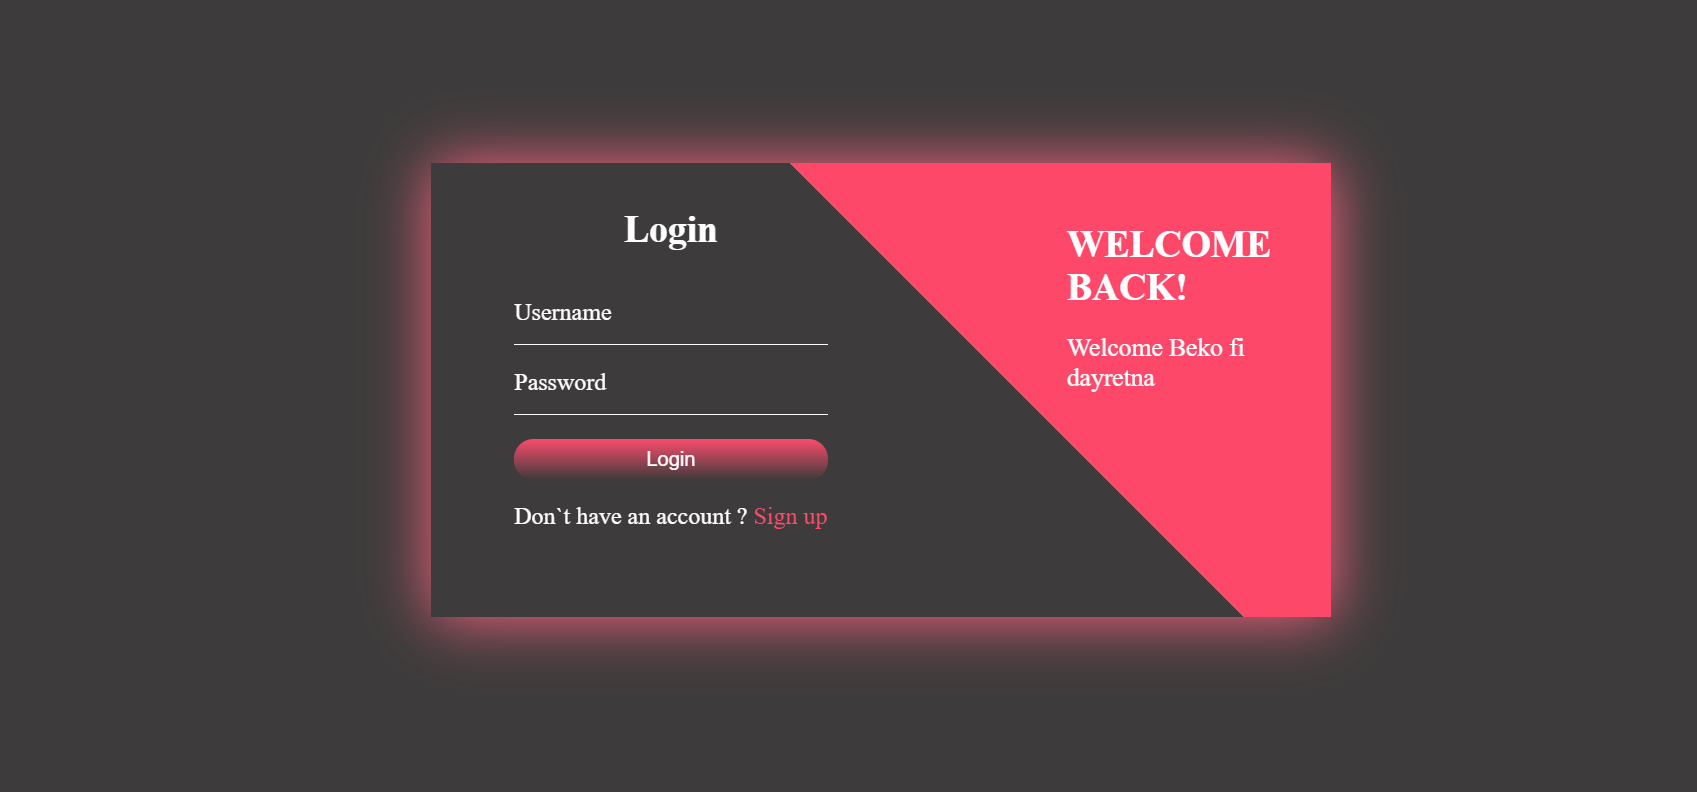 Login
Username
Password
Login
Don`t have an account ? Sign up
WELCOME
BACK!
Welcome Beko fi
dayretna